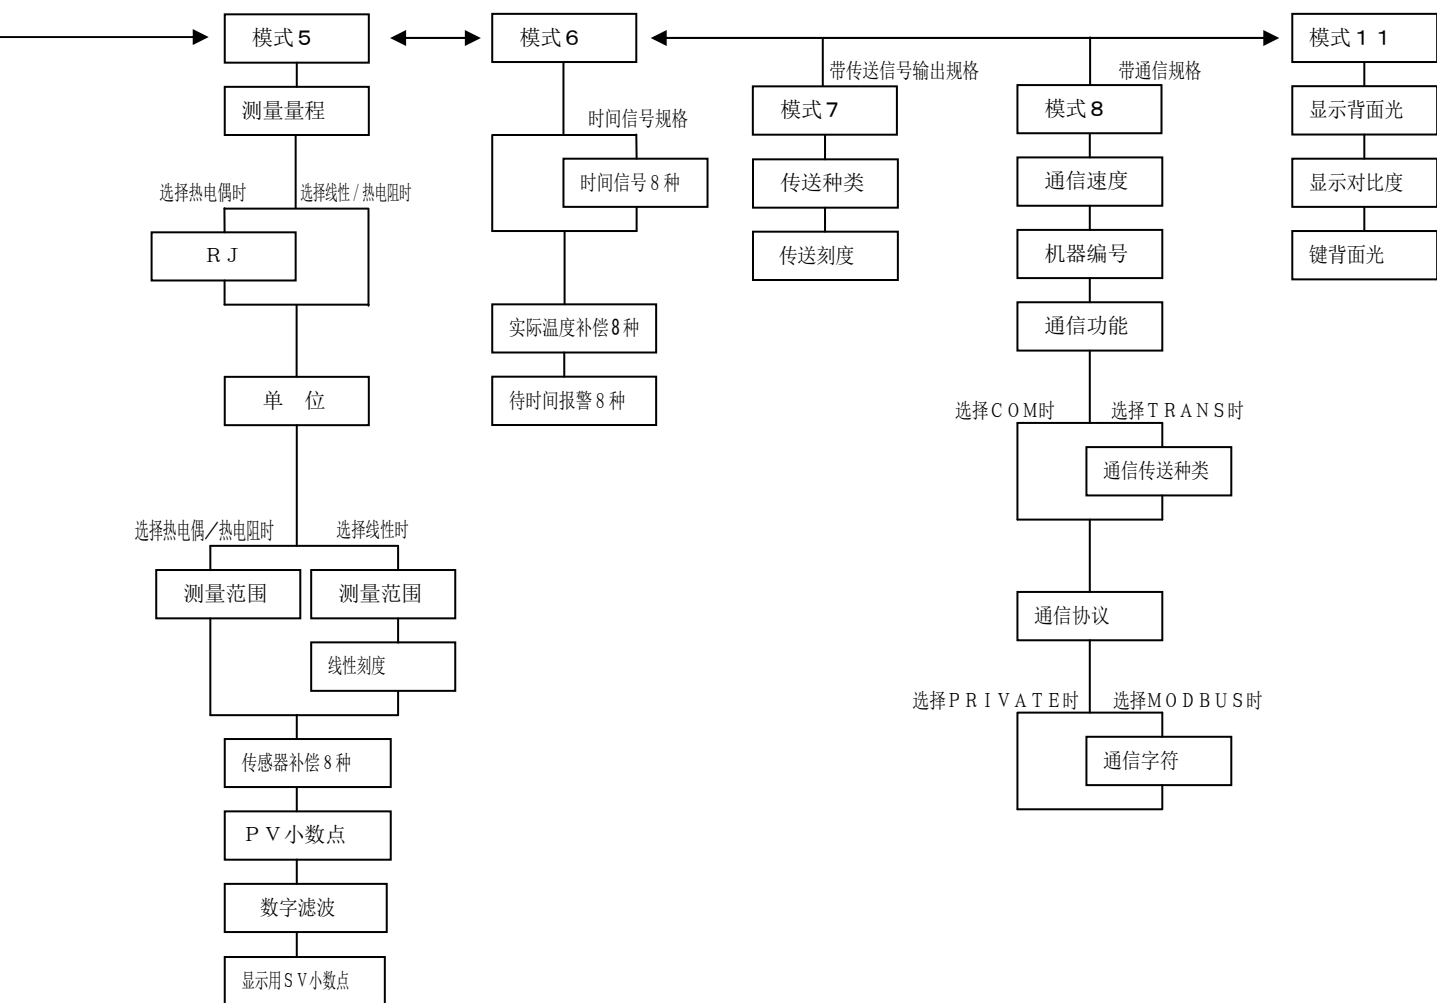 模式５
测量量程
选择热电偶时
选择线性/热电阻时
ＲＪ
单 位
选择热电偶/热电阻时
选择线性时
测量范围
测量范围
线性刻度
传感器补偿8种
ＰＶ小数点
数字滤波
显示用ＳＶ小数点
模式６
时间信号规格
时间信号8种
实际温度补偿8种
待时间报警8种
带传送信号输出规格
模式７
传送种类
传送刻度
带通信规格
模式８
通信速度
机器编号
通信功能
选择ＣＯＭ时
选择ＴＲＡＮＳ时
通信传送种类
通信协议
选择ＰＲＩＶＡＴＥ时
选择ＭＯＤＢＵＳ时
通信字符
模式１１
显示背面光
显示对比度
键背面光